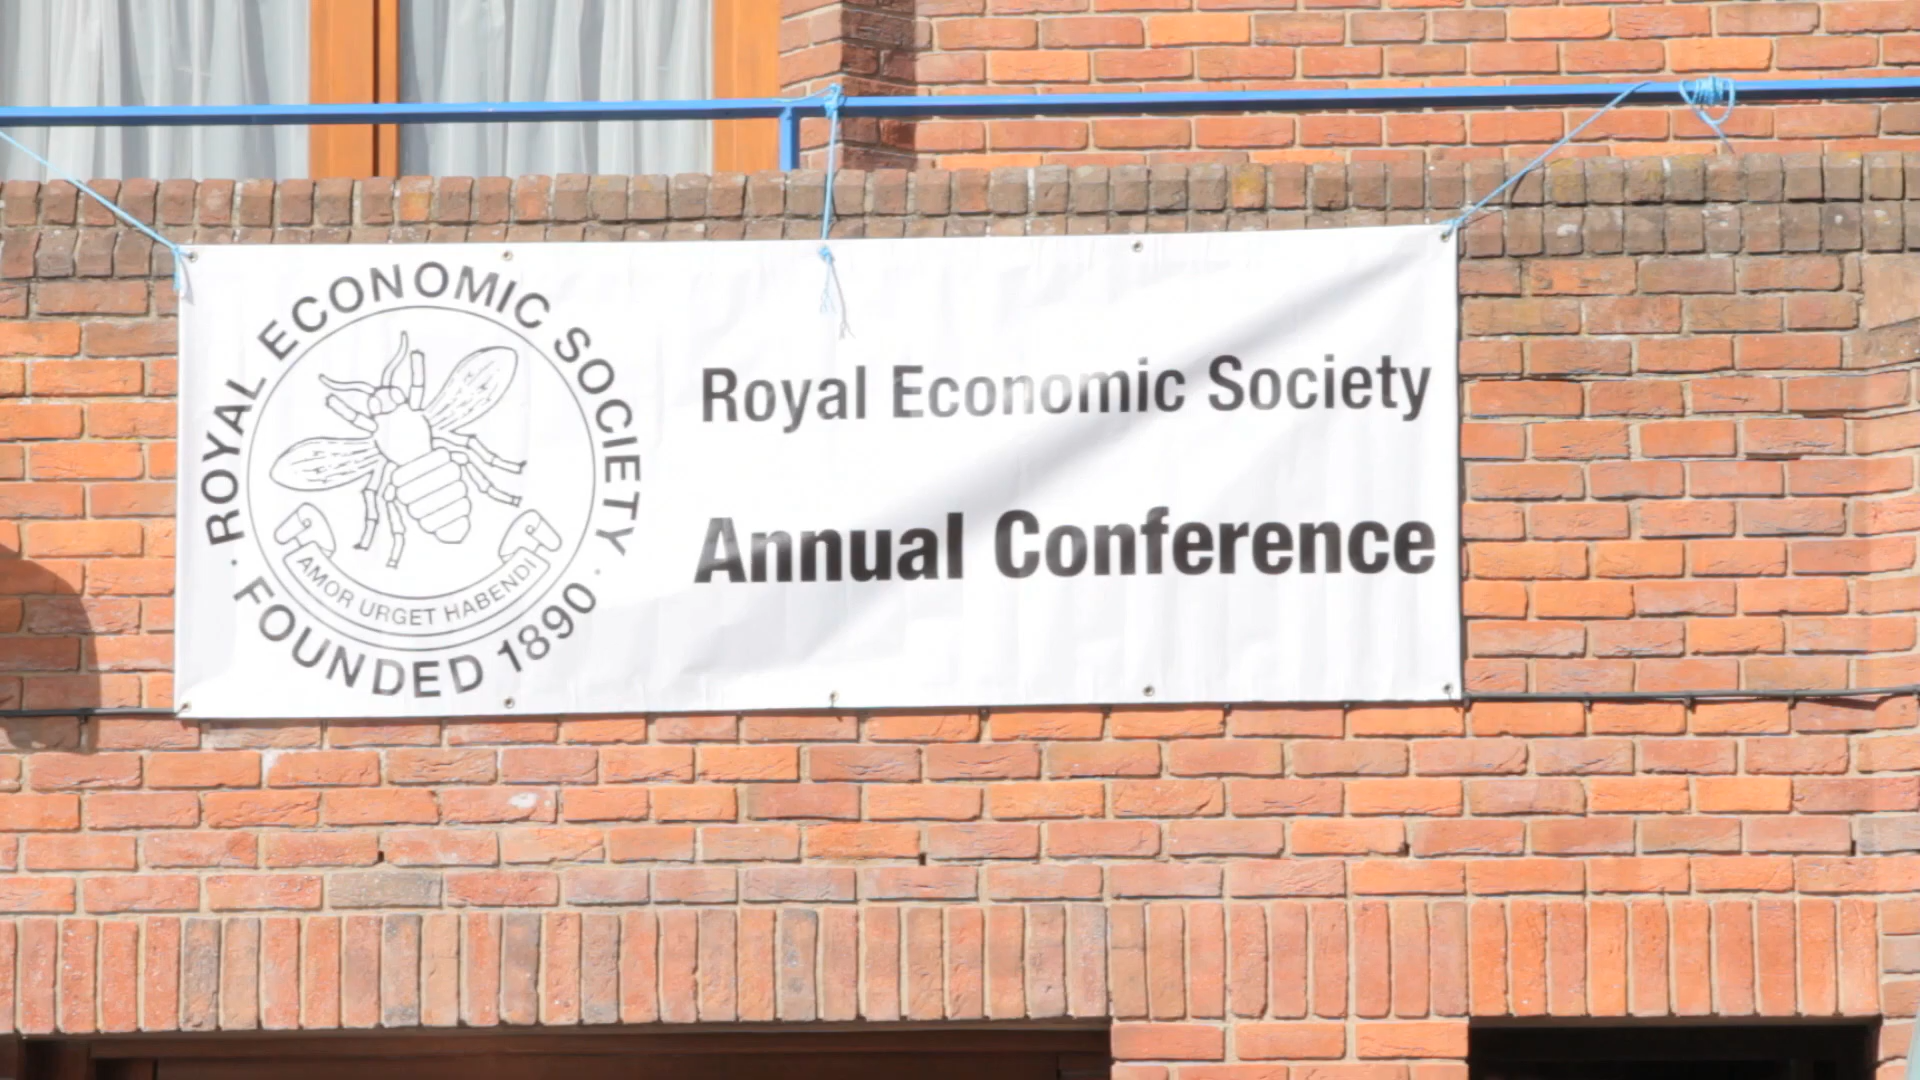 ROYAL ECONOMIC SOCIETY
AMOR URGET HABENDI
· FOUNDED 1890 ·
Royal Economic Society
Annual Conference